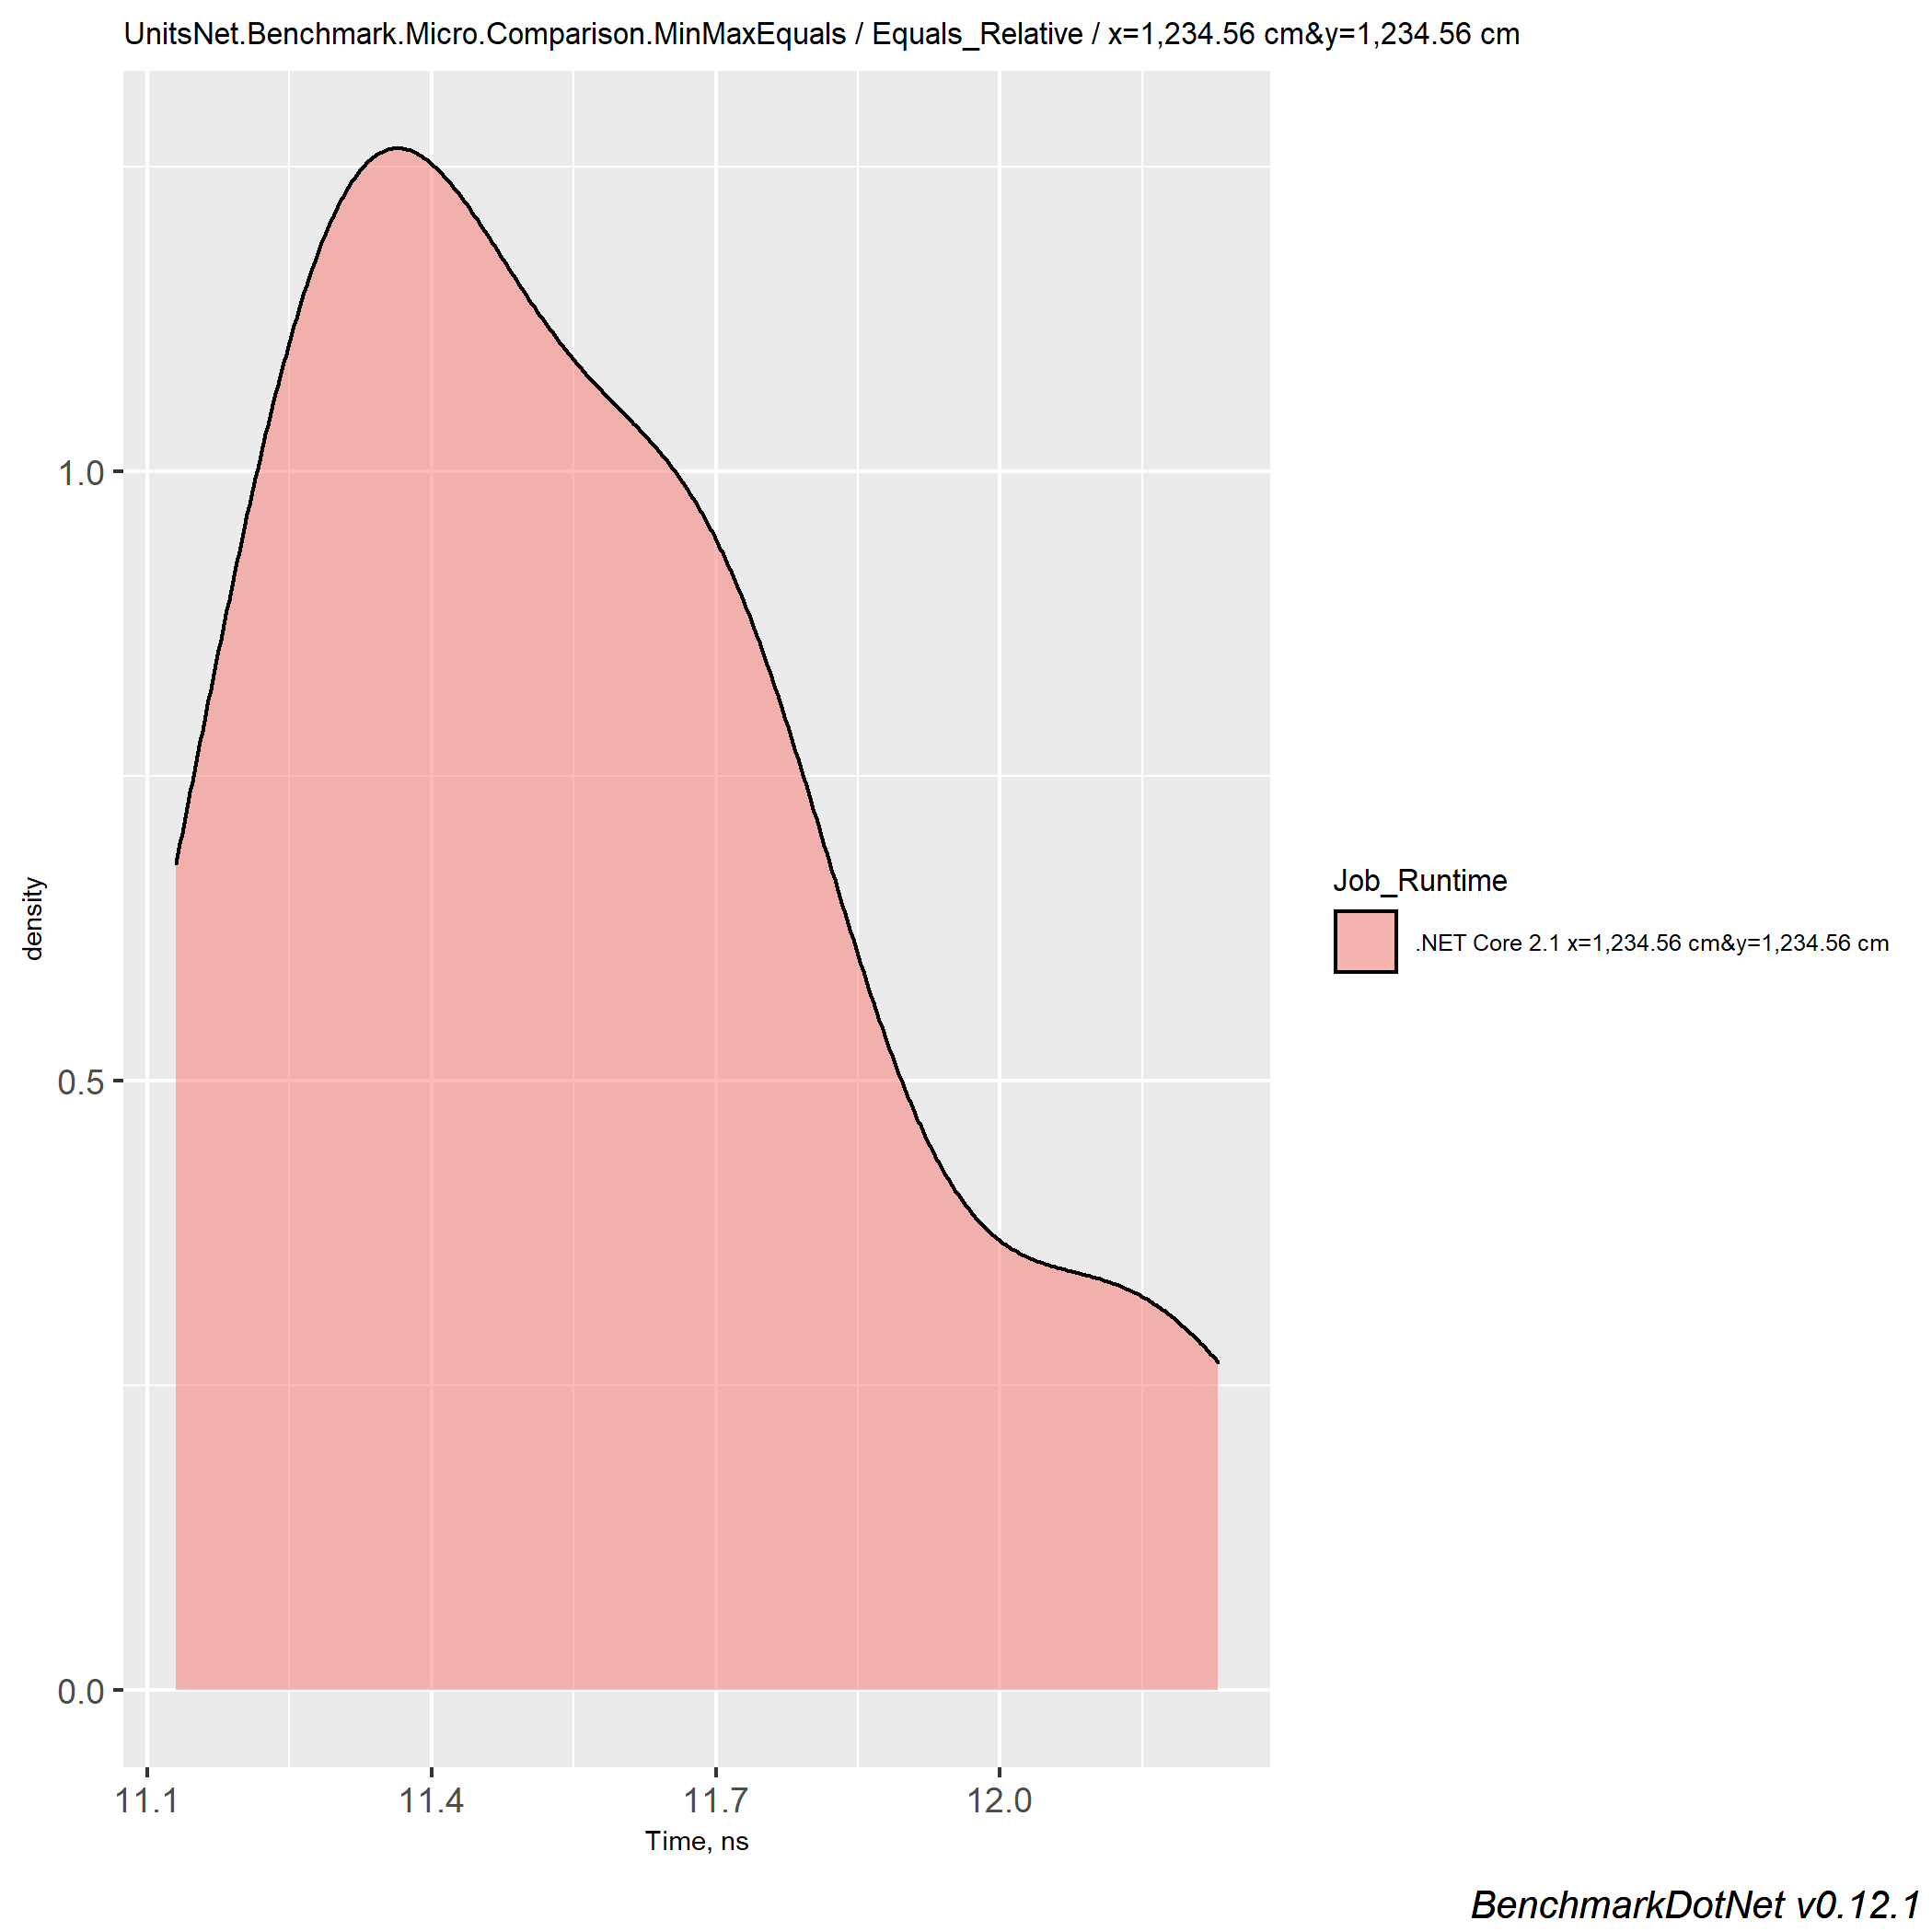 UnitsNet.Benchmark.Micro.Comparison.MinMaxEquals / Equals_Relative / x=1,234.56 cm&y=1,234.56 cm
density
1.0
0.5
0.0
11.1 11.4 11.7 12.0
Time, ns
Job_Runtime
.NET Core 2.1 x=1,234.56 cm&y=1,234.56 cm
BenchmarkDotNet v0.12.1